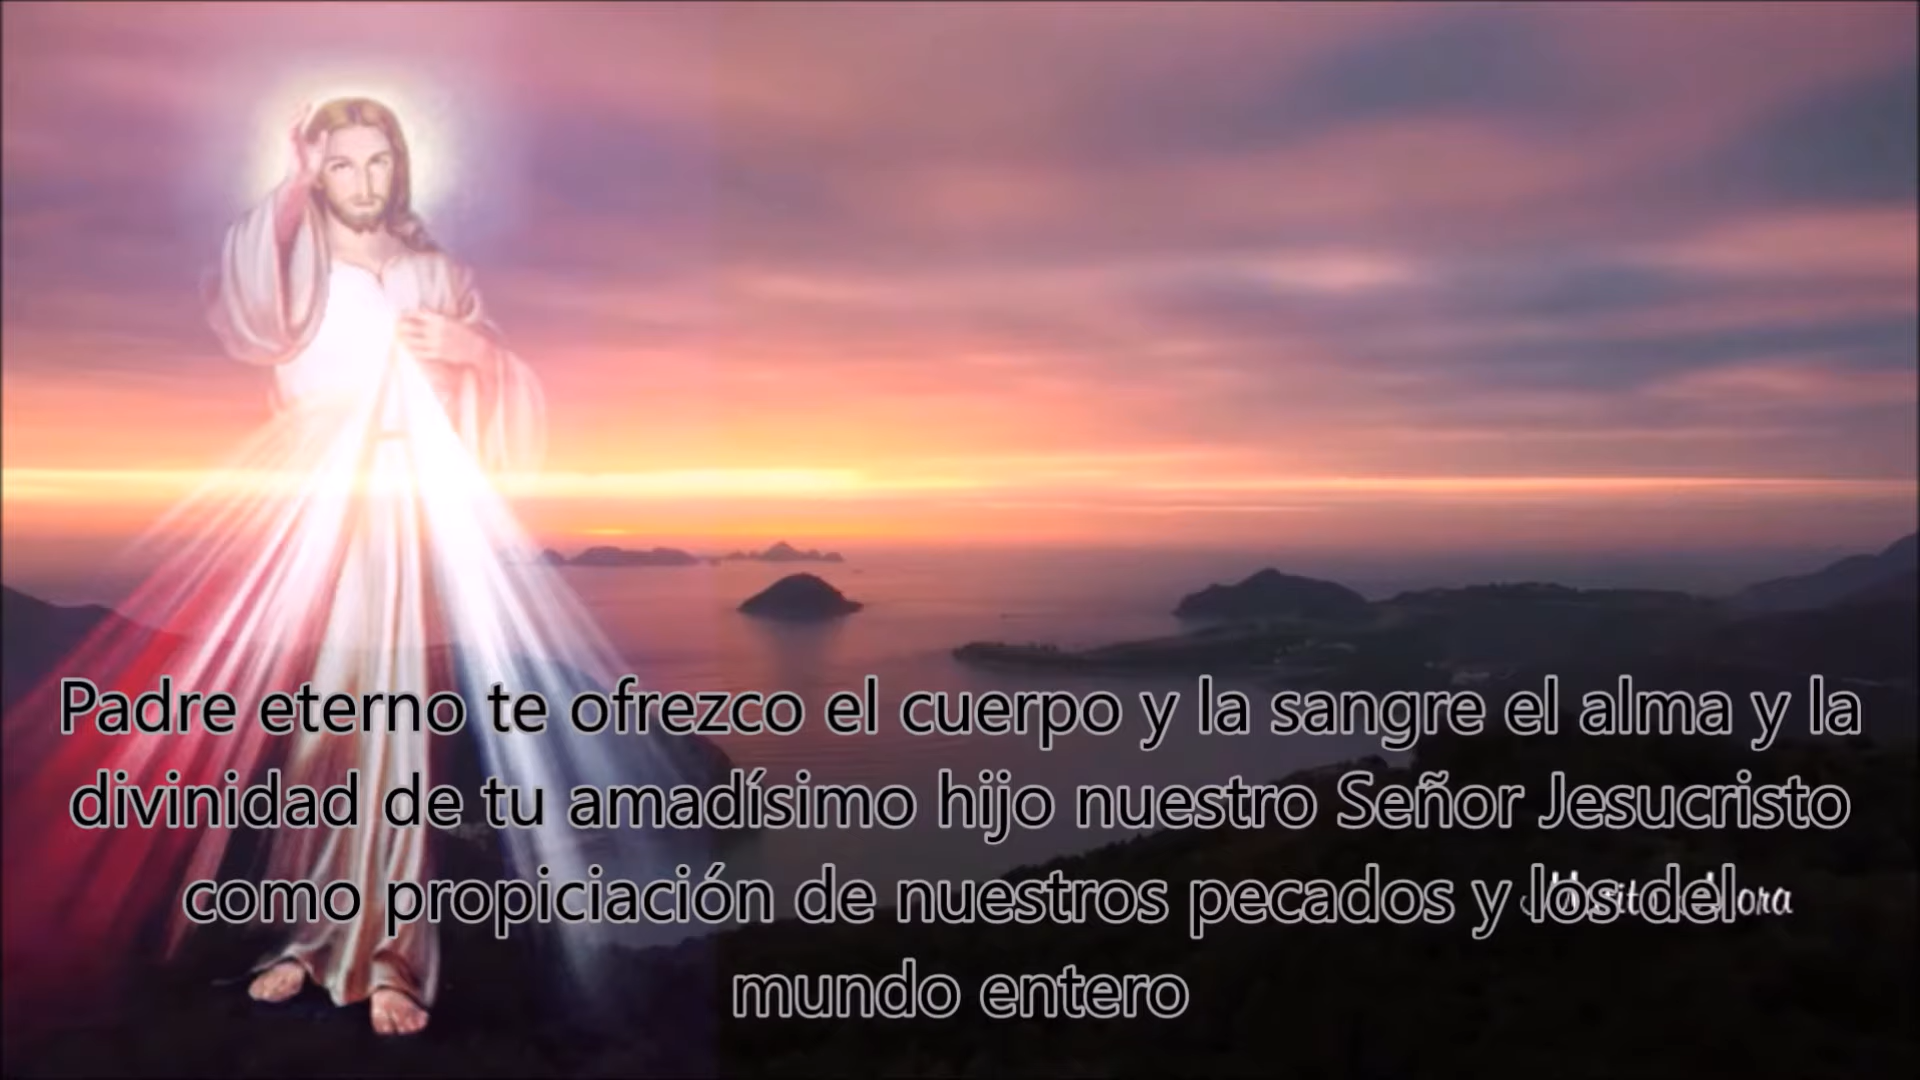 Padre eterno te ofrezco el cuerpo y la sangre el alma y la
divinidad de tu amadísimo hijo nuestro Señor Jesucristo
como propiciación de nuestros pecados y los del
mundo entero